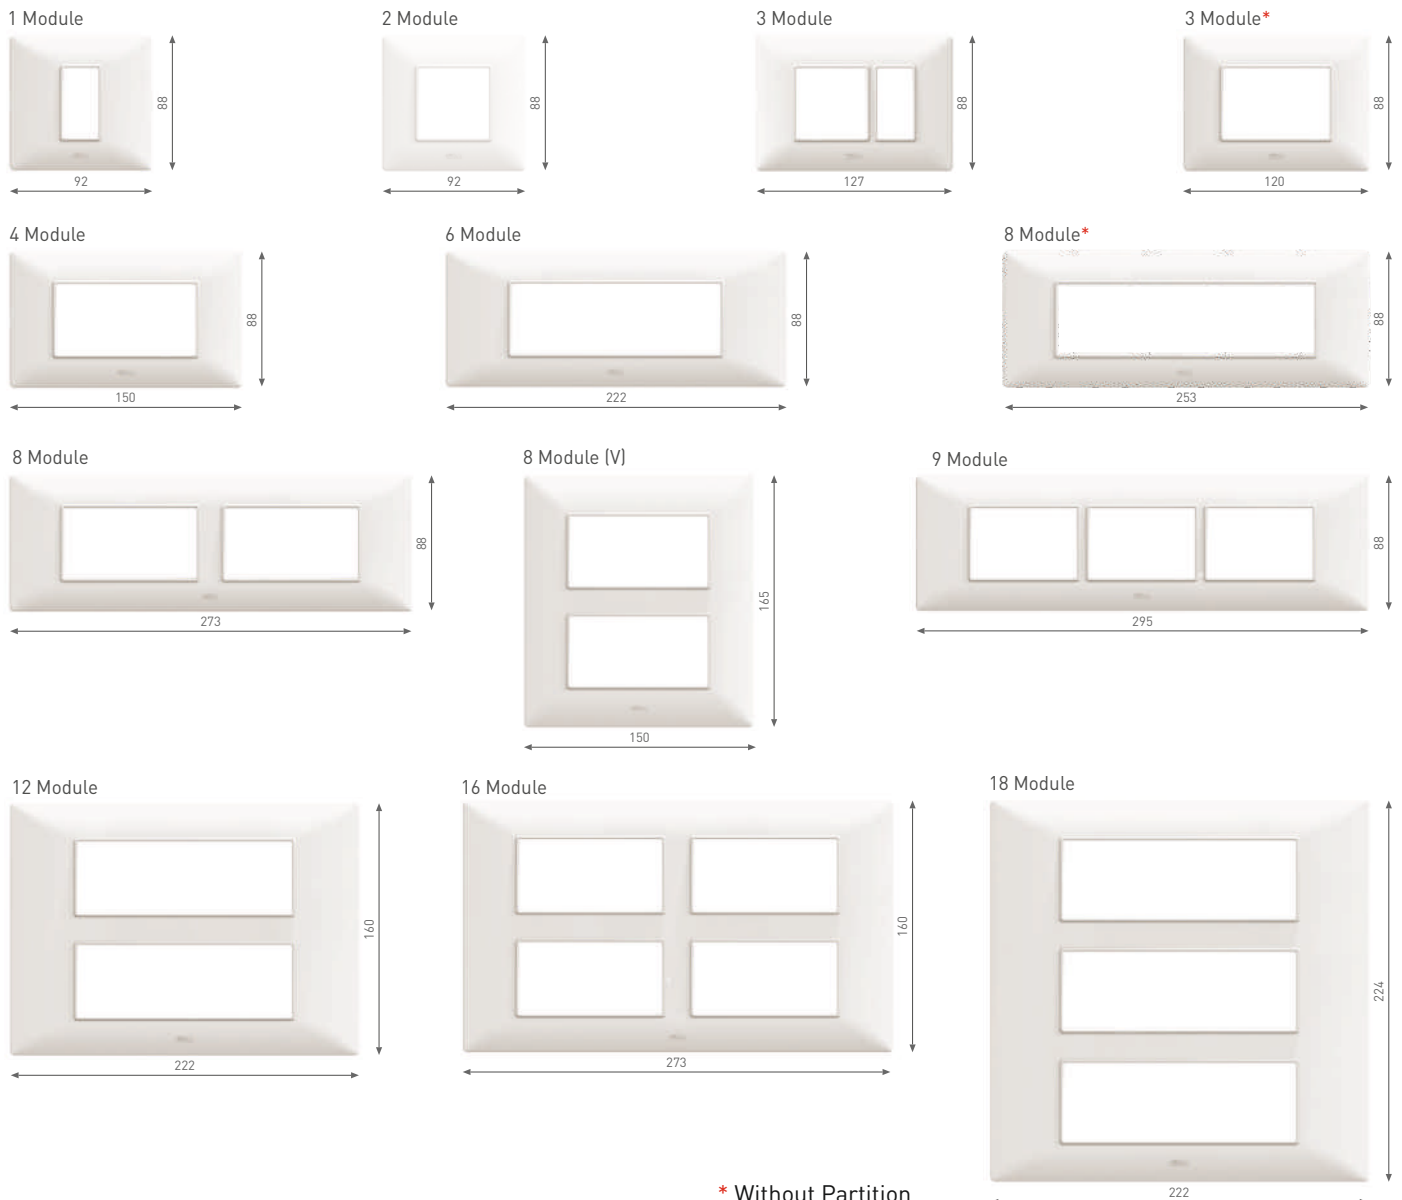 1 Module
2 Module
3 Module
3 Module*
88
88
88
88
92
92
127
120
4 Module
6 Module
8 Module*
88
88
88
150
222
253
8 Module
8 Module (V)
9 Module
88
165
88
273
150
295
12 Module
16 Module
18 Module
160
160
224
222
273
222
* Without Partition